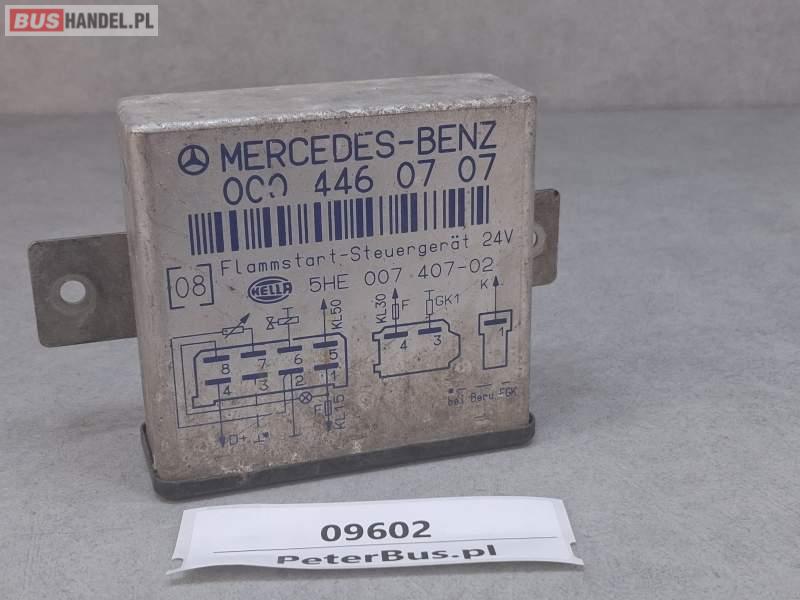 BUSHANDEL.PL
MERCEDES-BENZ
000 446 07 07
Flammstart-Steuergerät 24V
[08] HELLA 5HE 007 407-02
KL50 KL30 F GK1 K
8 7 6 5 4 3 1
4 3 2 1
D+ F KL15
bei Beru FGK
09602
PeterBus.pl